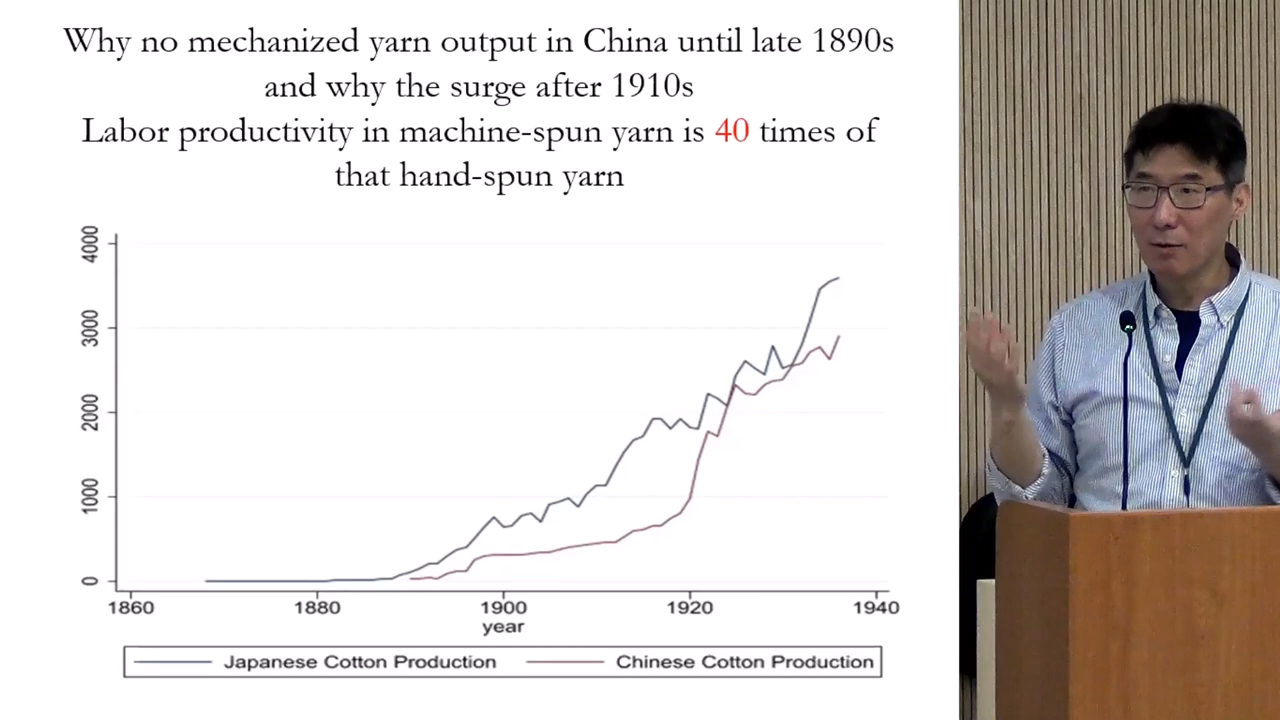 Why no mechanized yarn output in China until late 1890s
and why the surge after 1910s
Labor productivity in machine-spun yarn is 40 times of
that hand-spun yarn
4000
3000
2000
1000
0
1860 1880 1900 1920 1940
year
Japanese Cotton Production Chinese Cotton Production